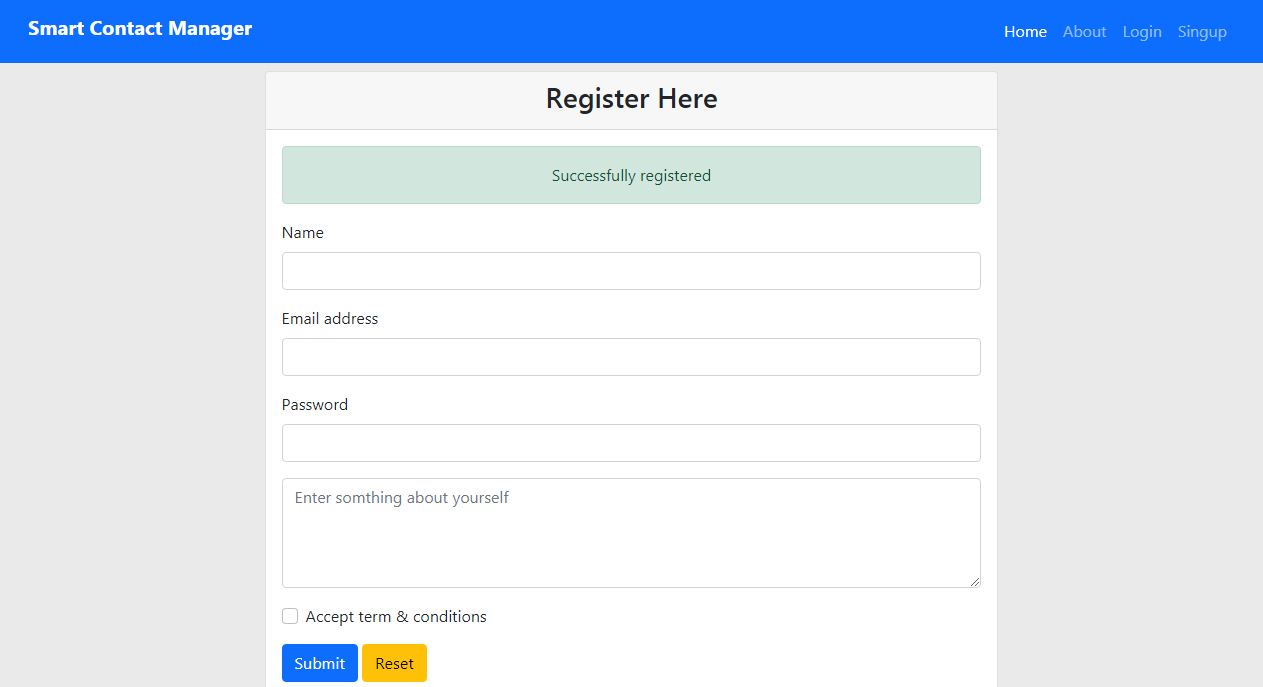 Smart Contact Manager
Home About Login Singup
Register Here
Successfully registered
Name
Email address
Password
Enter somthing about yourself
Accept term & conditions
Submit Reset